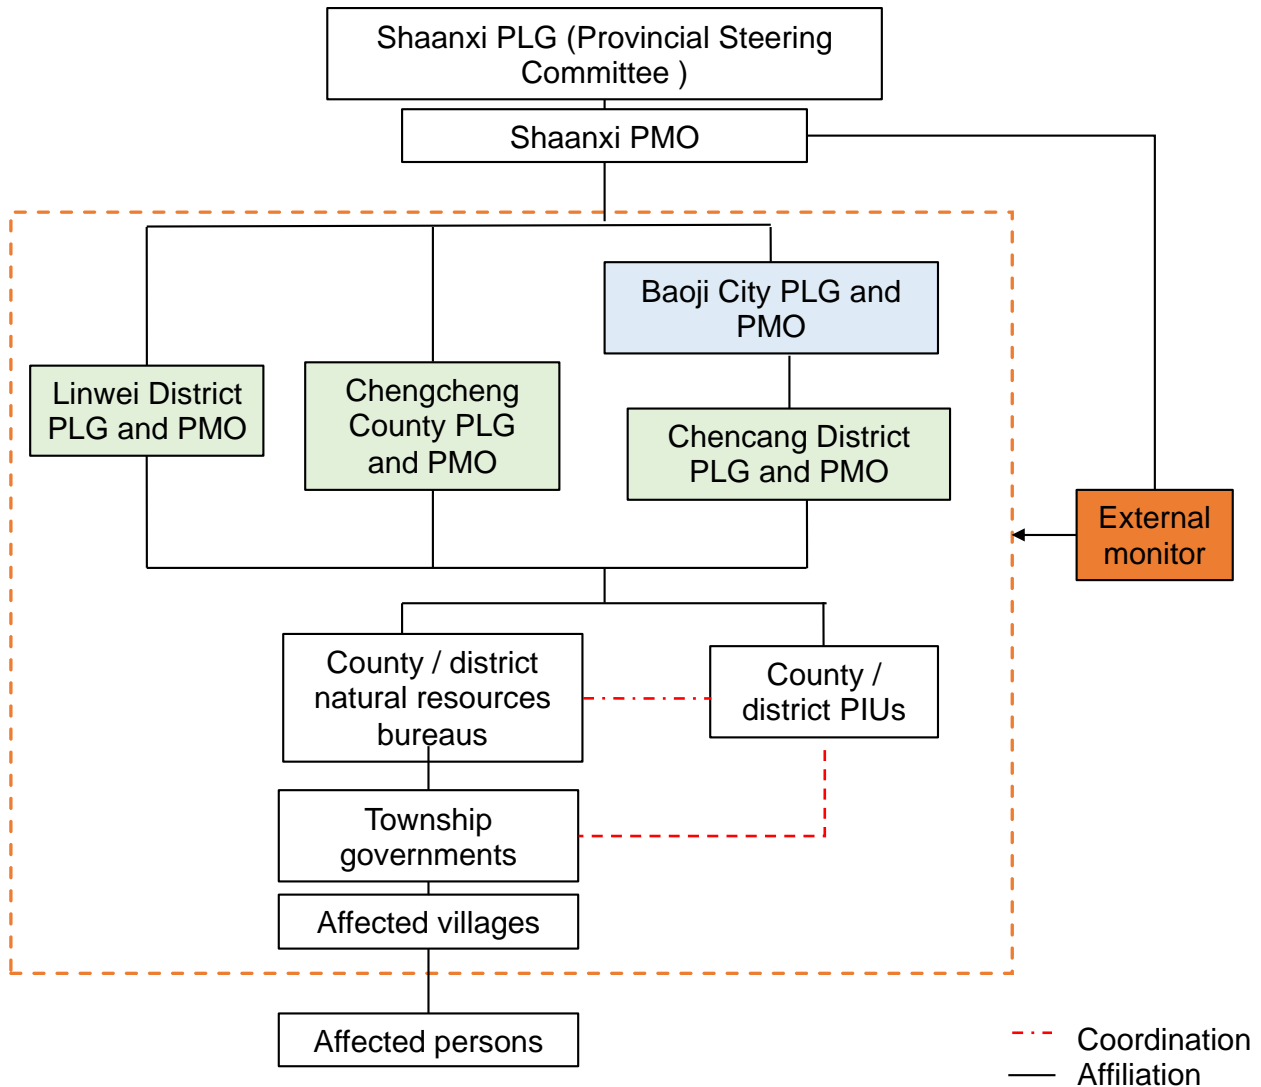 Shaanxi PLG (Provincial Steering
Committee )
Shaanxi PMO
Baoji City PLG and
PMO
Linwei District
PLG and PMO
Chengcheng
County PLG
and PMO
Chencang District
PLG and PMO
External
monitor
County / district
natural resources
bureaus
County /
district PIUs
Township
governments
Affected villages
Affected persons
Coordination
Affiliation